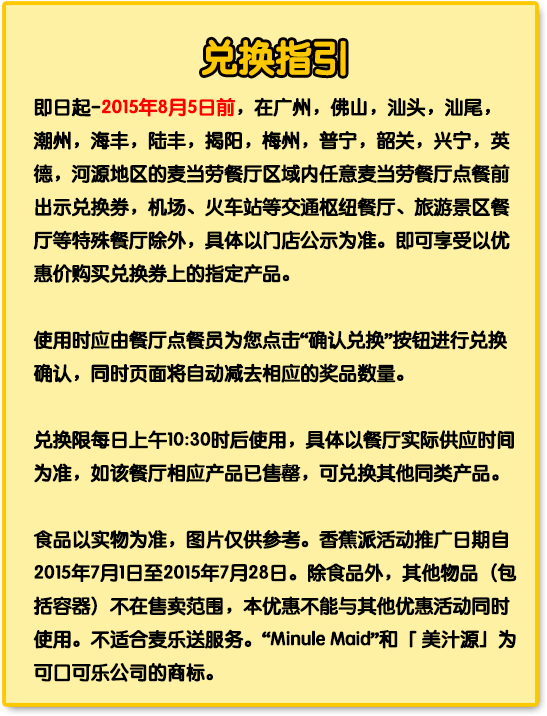 兑换指引
即日起-2015年8月5日前，在广州，佛山，汕头，汕尾，
潮州，海丰，陆丰，揭阳，梅州，普宁，韶关，兴宁，英
德，河源地区的麦当劳餐厅区域内任意麦当劳餐厅点餐前
出示兑换券，机场、火车站等交通枢纽餐厅、旅游景区餐
厅等特殊餐厅除外，具体以门店公示为准。即可享受以优
惠价购买兑换券上的指定产品。
使用时应由餐厅点餐员为您点击“确认兑换”按钮进行兑换
确认，同时页面将自动减去相应的奖品数量。
兑换限每日上午10:30时后使用，具体以餐厅实际供应时间
为准，如该餐厅相应产品已售罄，可兑换其他同类产品。
食品以实物为准，图片仅供参考。香蕉派活动推广日期自
2015年7月1日至2015年7月28日。除食品外，其他物品（包
括容器）不在售卖范围，本优惠不能与其他优惠活动同时
使用。不适合麦乐送服务。“Minule Maid”和「 美汁源」为
可口可乐公司的商标。